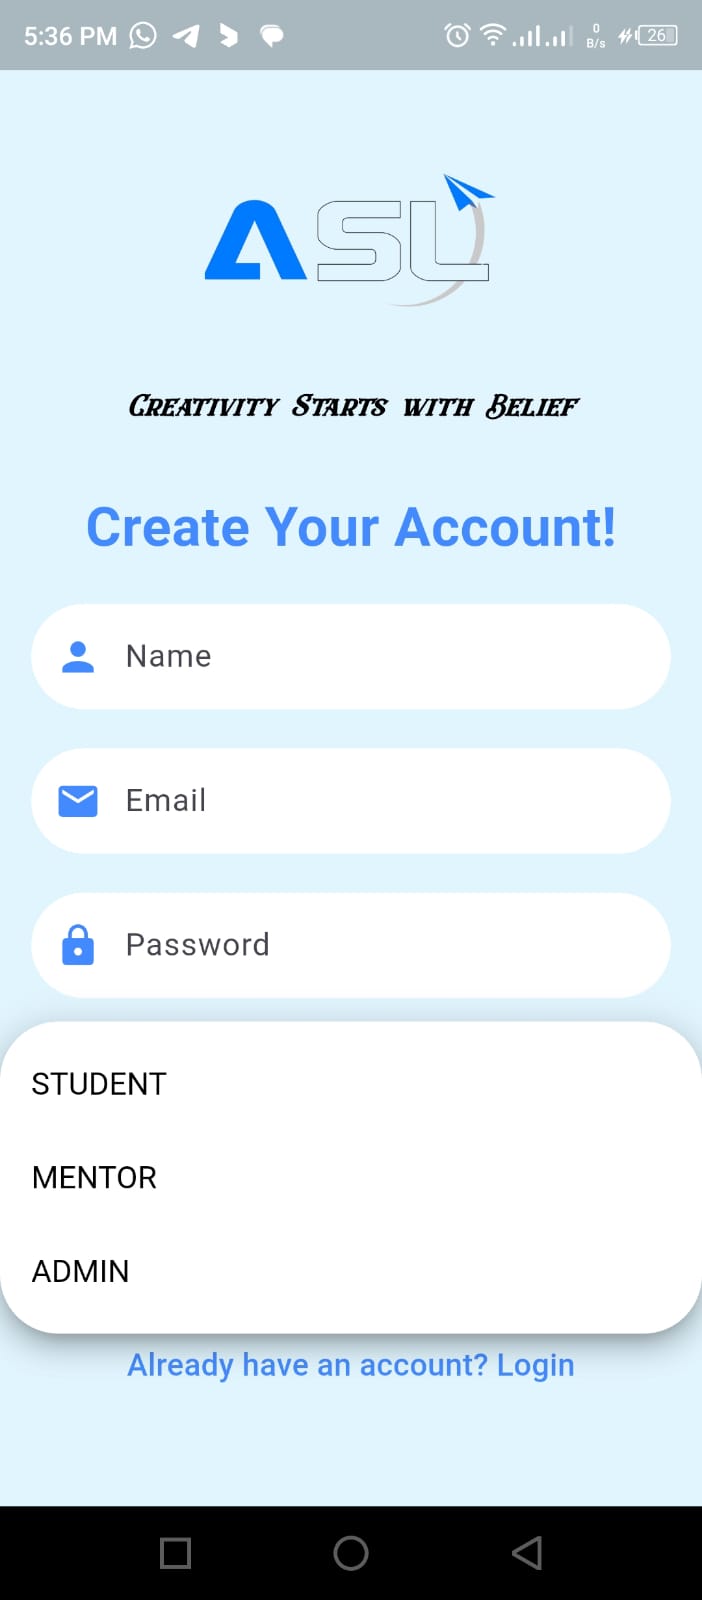 5:36 PM 0 B/s 26
ASL
Creativity Starts with Belief
Create Your Account!
Name
Email
Password
STUDENT
MENTOR
ADMIN
Already have an account? Login